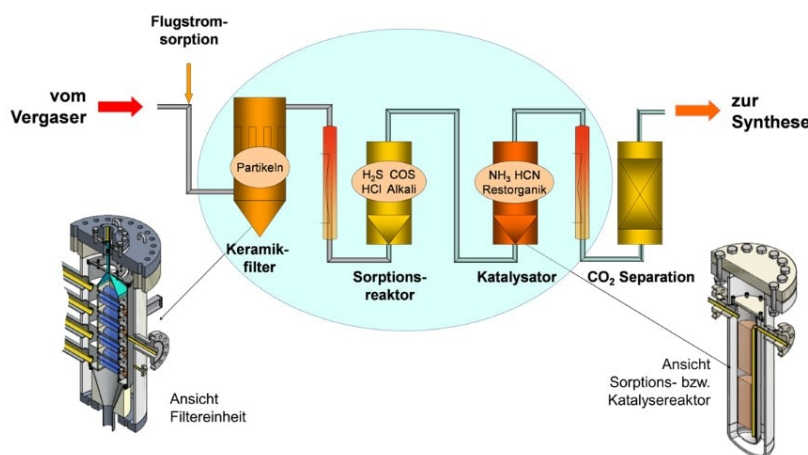 Flugstrom-
sorption
vom
Vergaser
zur
Synthese
Partikeln
H₂S COS
HCl Alkali
NH₃ HCN
Restorganik
Keramik-
filter
Sorptions-
reaktor
Katalysator
CO₂ Separation
Ansicht
Filtereinheit
Ansicht
Sorptions- bzw.
Katalysereaktor